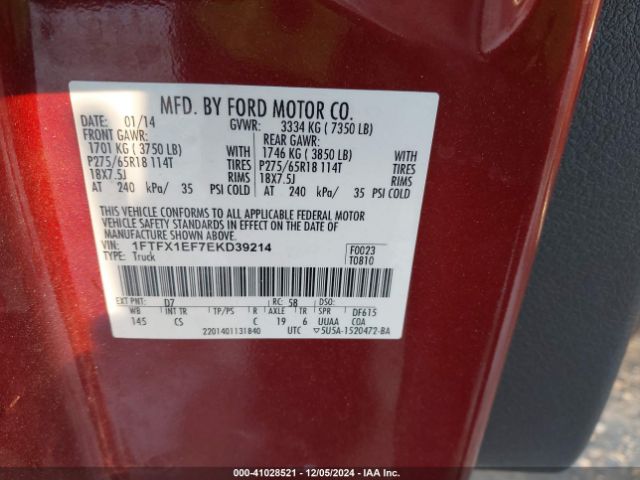 MFD. BY FORD MOTOR CO.
DATE: 01/14 GVWR: 3334 KG ( 7350 LB)
FRONT GAWR: REAR GAWR:
1701 KG ( 3750 LB) WITH 1746 KG ( 3850 LB) WITH
P275/65R18 114T TIRES P275/65R18 114T TIRES
18X7.5J RIMS 18X7.5J RIMS
AT 240 kPa/ 35 PSI COLD AT 240 kPa/ 35 PSI COLD
THIS VEHICLE CONFORMS TO ALL APPLICABLE FEDERAL MOTOR
VEHICLE SAFETY STANDARDS IN EFFECT ON THE DATE OF
MANUFACTURE SHOWN ABOVE.
VIN: 1FTFX1EF7EKD39214 F0023
TYPE: Truck T0810
EXT PNT: D7 RC: 58 DSO:
WB INT TR TP/PS R AXLE TR SPR DF615
145 CS C 19 6 UUAA COA
2201401131840 UTC ▽5U5A-1520472-BA
000-41028521 - 12/05/2024 - IAA Inc.